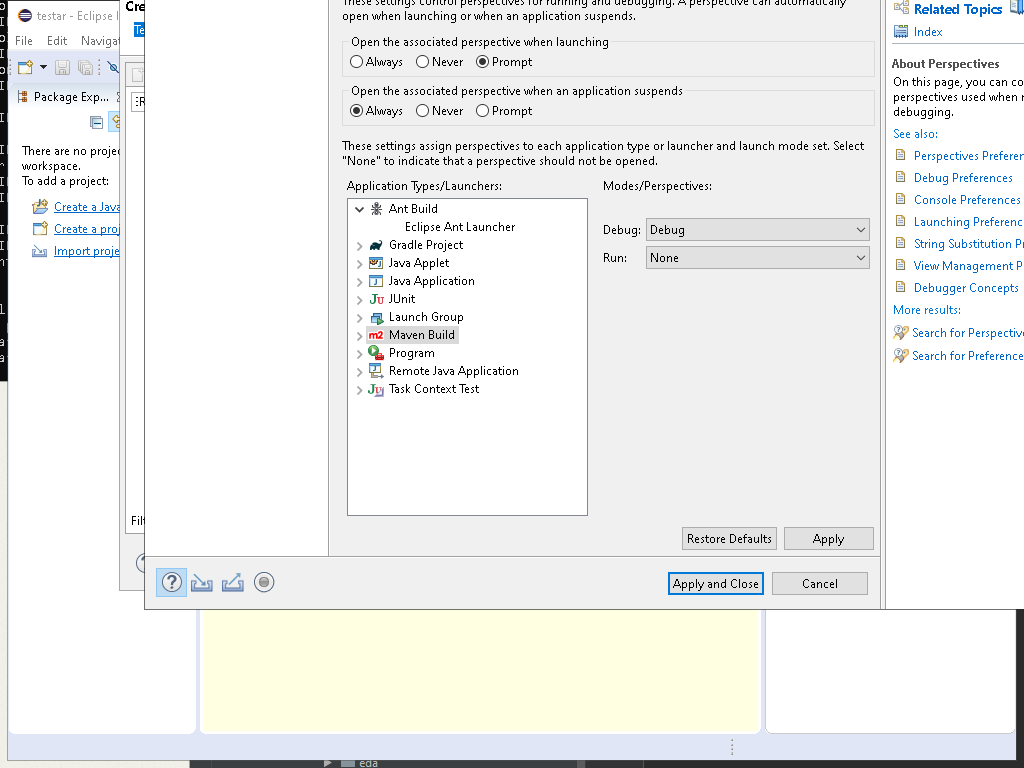 testar - Eclipse I
File Edit Navigat
Package Exp...
There are no proje
workspace.
To add a project:
Create a Java
Create a proj
Import proje
Cre
Te
Filt
These settings control perspectives for running and debugging. A perspective can automatically
open when launching or when an application suspends.
Open the associated perspective when launching
Always Never Prompt
Open the associated perspective when an application suspends
Always Never Prompt
These settings assign perspectives to each application type or launcher and launch mode set. Select
"None" to indicate that a perspective should not be opened.
Application Types/Launchers:
Modes/Perspectives:
Ant Build
Eclipse Ant Launcher
Gradle Project
Java Applet
Java Application
JUnit
Launch Group
Maven Build
Program
Remote Java Application
Task Context Test
Debug: Debug
Run: None
Restore Defaults Apply
Apply and Close Cancel
Related Topics
Index
About Perspectives
On this page, you can co
perspectives used when r
debugging.
See also:
Perspectives Preferen
Debug Preferences
Console Preferences
Launching Preferenc
String Substitution Pr
View Management P
Debugger Concepts
More results:
Search for Perspective
Search for Preference
eda